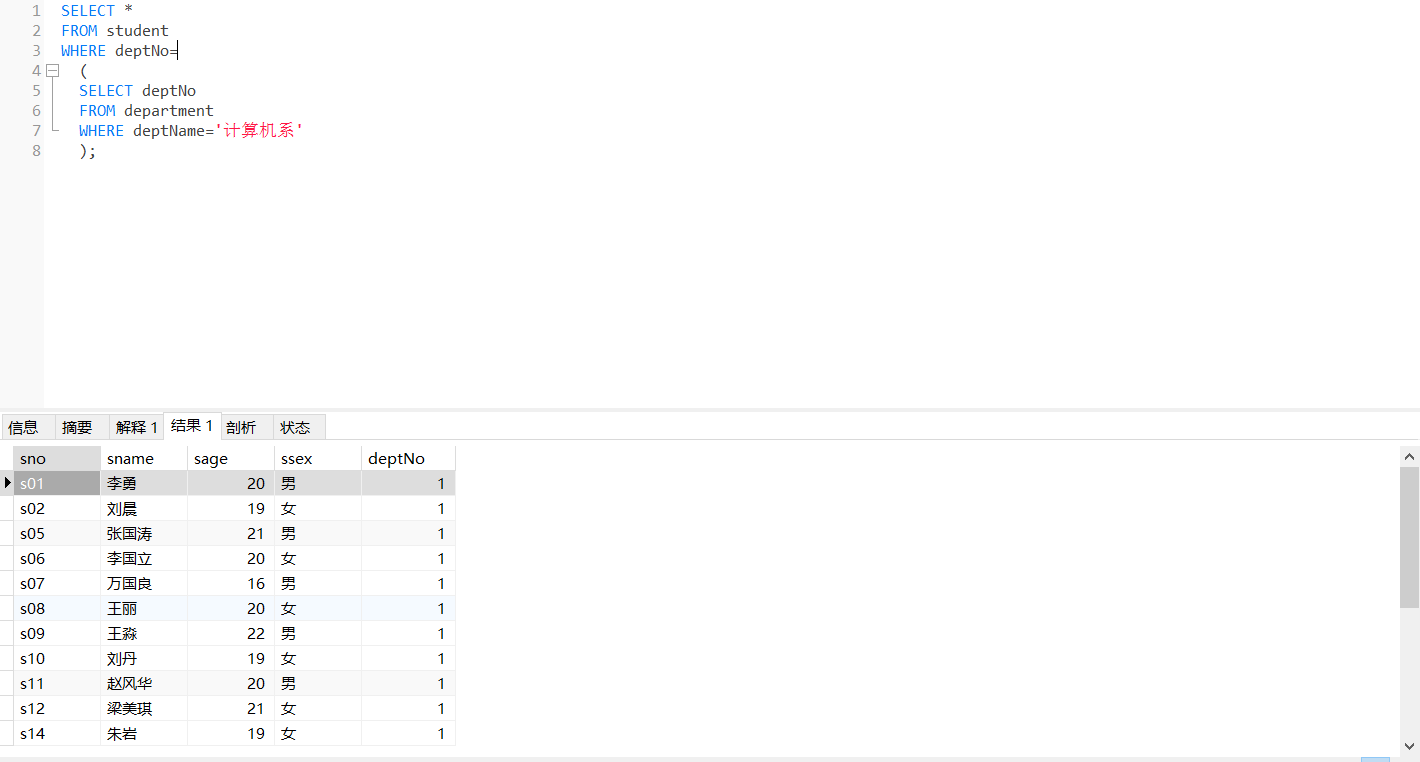 1 SELECT *
2 FROM student
3 WHERE deptNo=
4 (
5 SELECT deptNo
6 FROM department
7 WHERE deptName='计算机系'
8 );
信息 摘要 解释 1 结果 1 剖析 状态
sno sname sage ssex deptNo
s01 李勇 20 男 1
s02 刘晨 19 女 1
s05 张国涛 21 男 1
s06 李国立 20 女 1
s07 万国良 16 男 1
s08 王丽 20 女 1
s09 王淼 22 男 1
s10 刘丹 19 女 1
s11 赵风华 20 男 1
s12 梁美琪 21 女 1
s14 朱岩 19 女 1